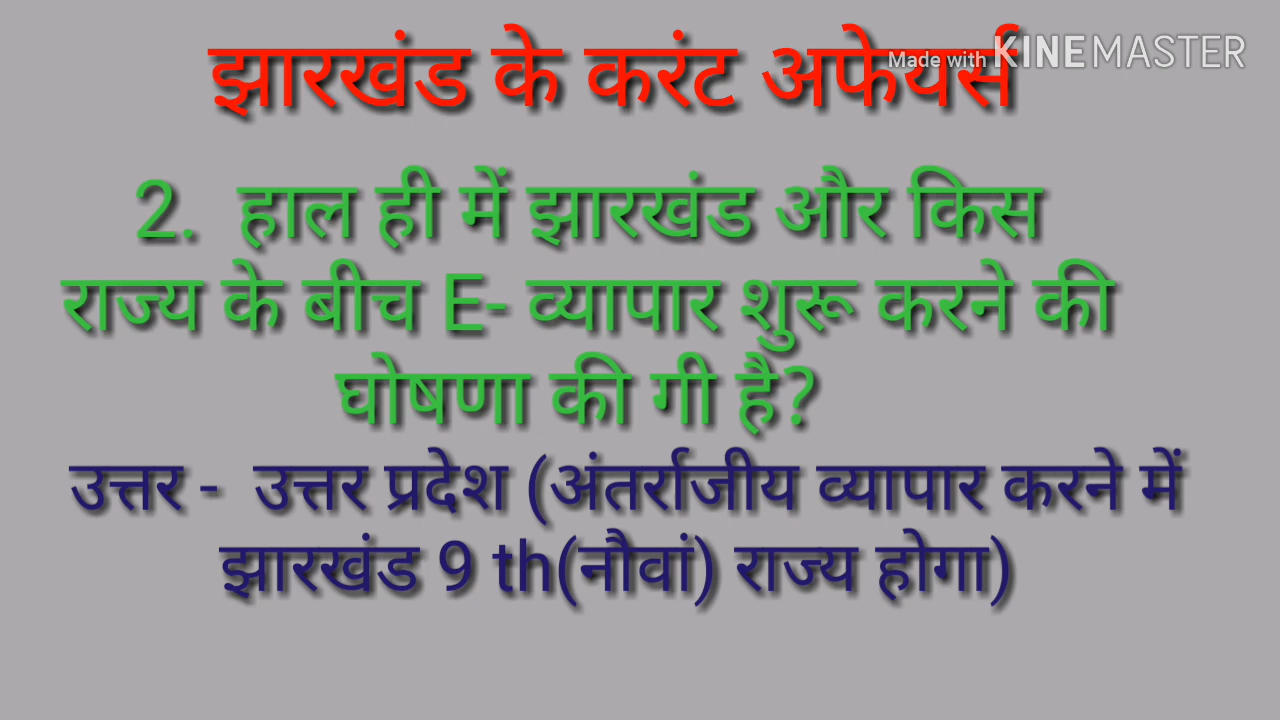 झारखंड के करंट अफेयर्स
Made with KINEMASTER
2. हाल ही में झारखंड और किस
राज्य के बीच E- व्यापार शुरू करने की
घोषणा की गी है?
उत्तर - उत्तर प्रदेश (अंतर्राजीय व्यापार करने में
झारखंड 9 th(नौवां) राज्य होगा)